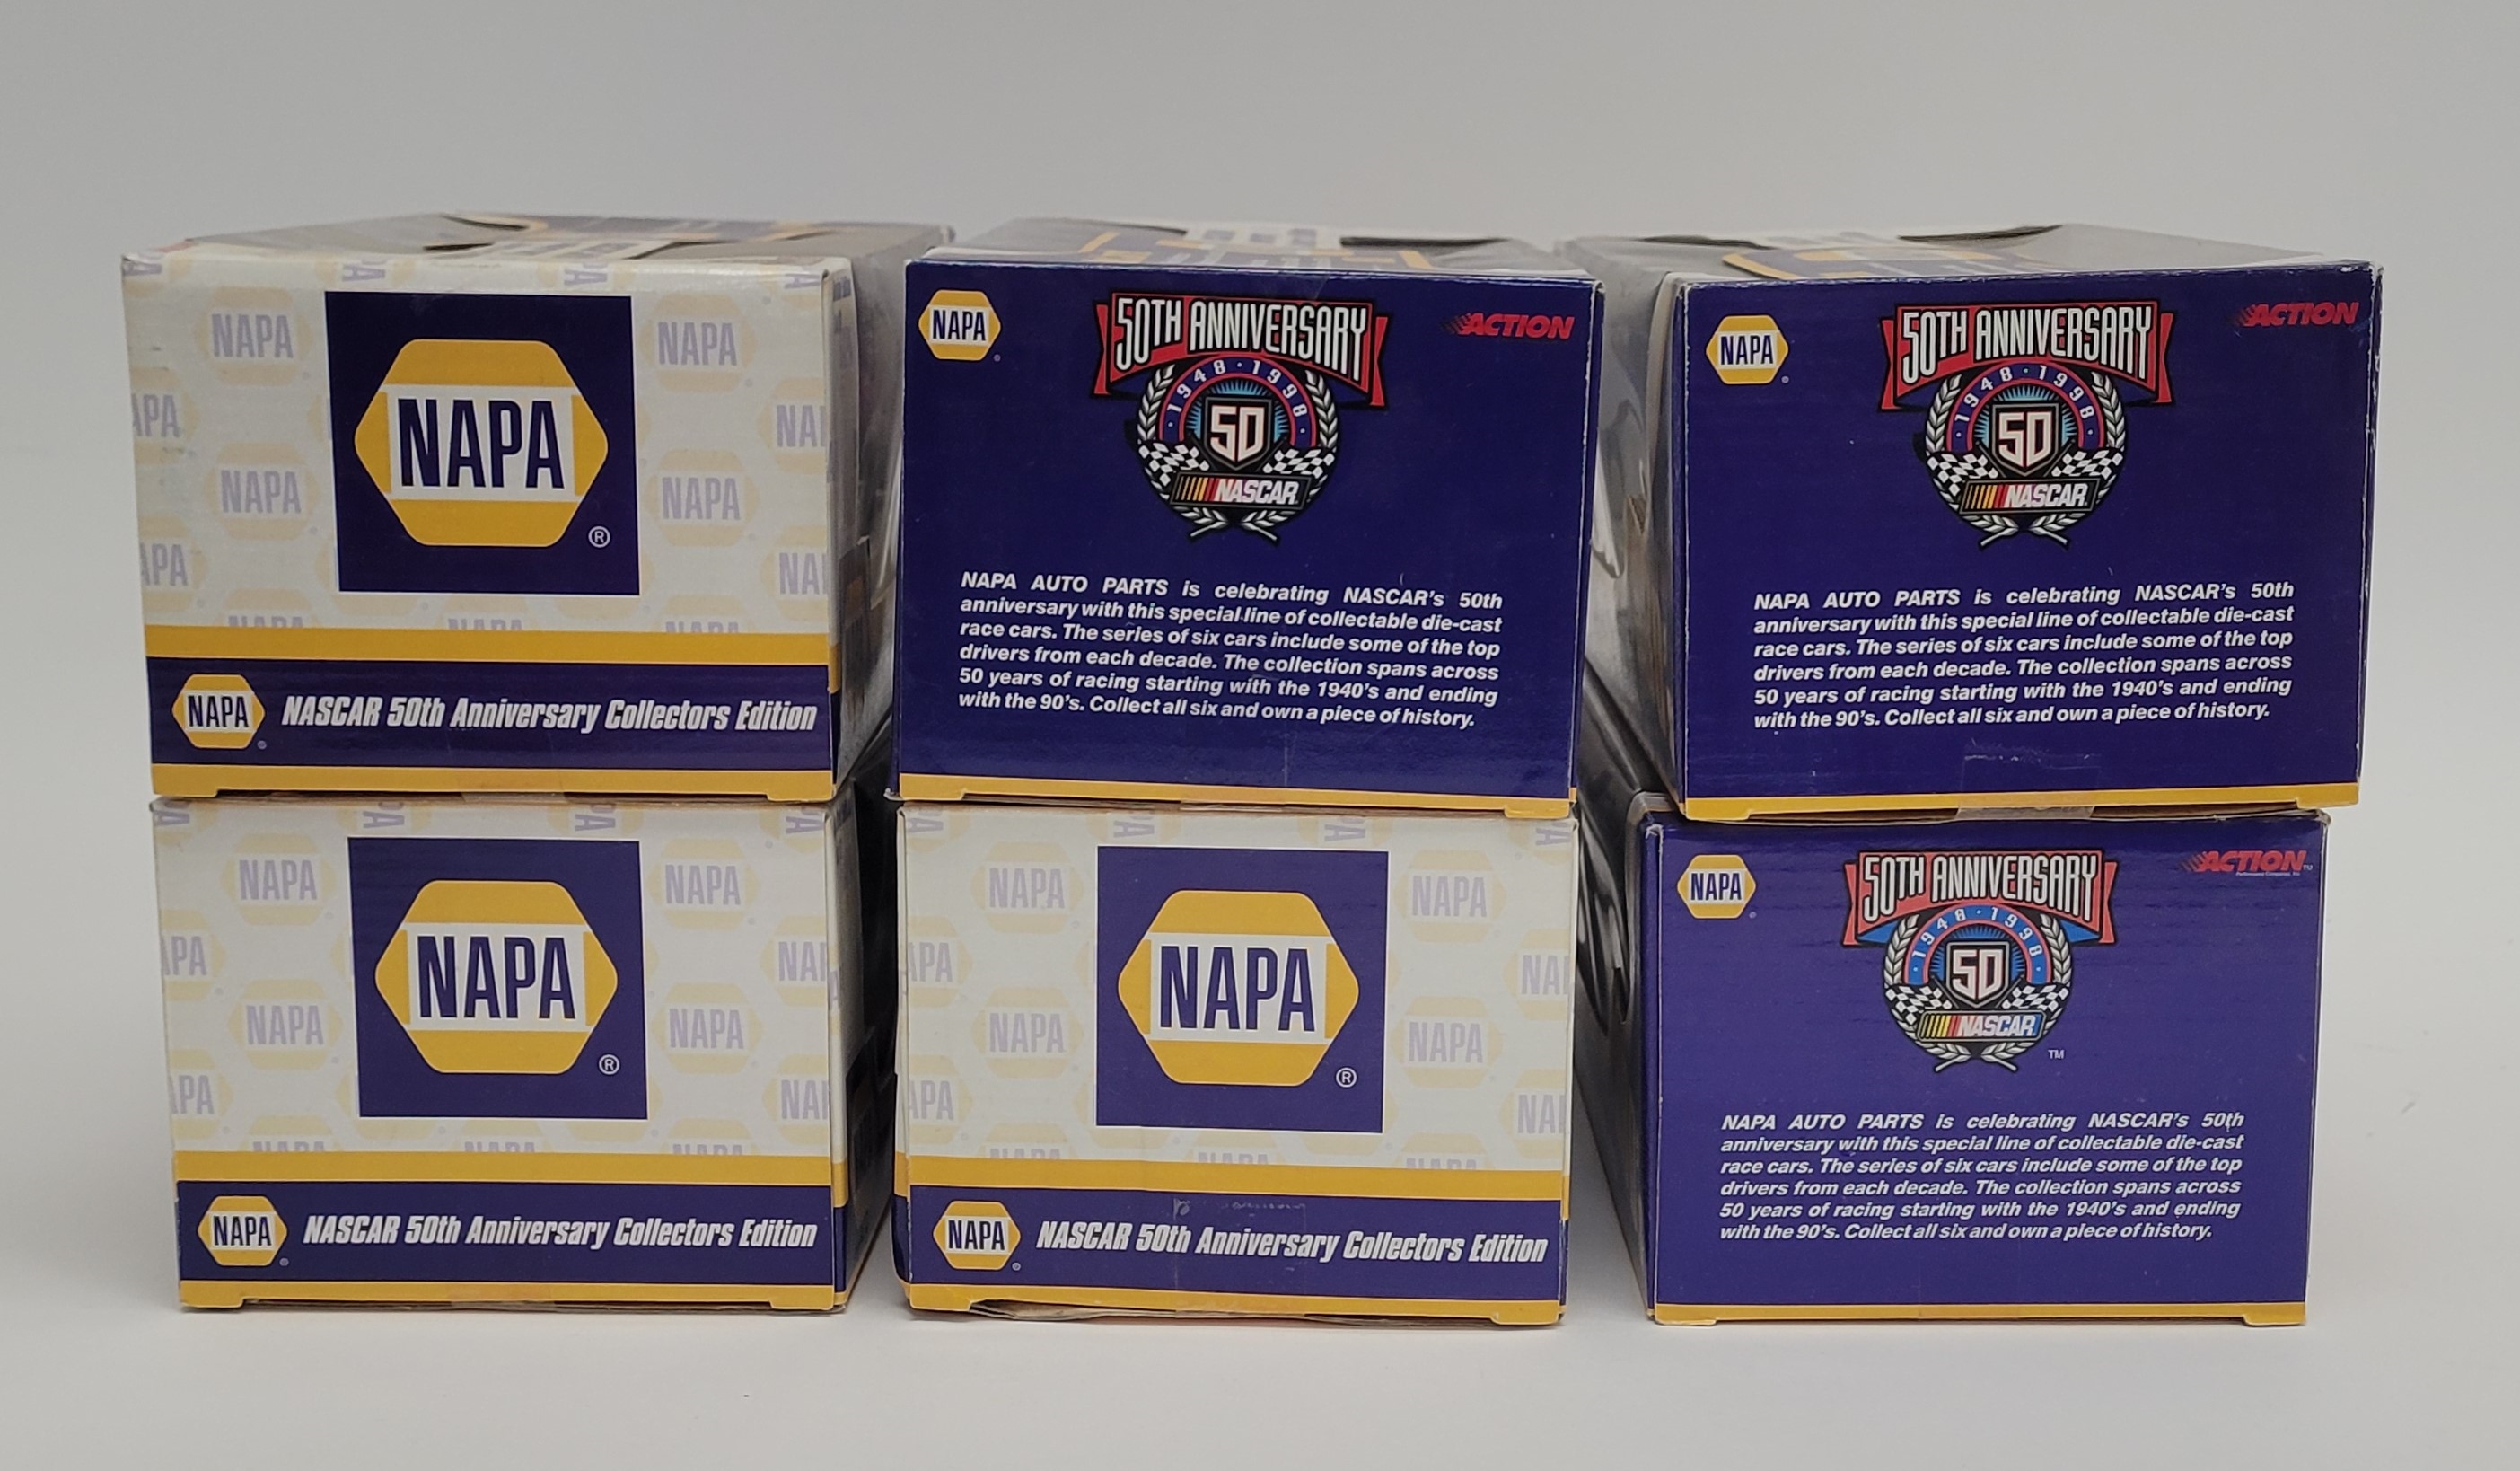 NAPA
®
NAPA
NASCAR 50th Anniversary Collectors Edition
NAPA
50TH ANNIVERSARY
ACTION
1948 · 1998
50
NASCAR
NAPA AUTO PARTS is celebrating NASCAR's 50th
anniversary with this special line of collectable die-cast
race cars. The series of six cars include some of the top
drivers from each decade. The collection spans across
50 years of racing starting with the 1940's and ending
with the 90's. Collect all six and own a piece of history.
NAPA
50TH ANNIVERSARY
ACTION
1948 · 1998
50
NASCAR
NAPA AUTO PARTS is celebrating NASCAR's 50th
anniversary with this special line of collectable die-cast
race cars. The series of six cars include some of the top
drivers from each decade. The collection spans across
50 years of racing starting with the 1940's and ending
with the 90's. Collect all six and own a piece of history.
NAPA
®
NAPA
NASCAR 50th Anniversary Collectors Edition
NAPA
®
NAPA
NASCAR 50th Anniversary Collectors Edition
NAPA
50TH ANNIVERSARY
ACTION
1948 · 1998
50
NASCAR
TM
NAPA AUTO PARTS is celebrating NASCAR's 50th
anniversary with this special line of collectable die-cast
race cars. The series of six cars include some of the top
drivers from each decade. The collection spans across
50 years of racing starting with the 1940's and ending
with the 90's. Collect all six and own a piece of history.